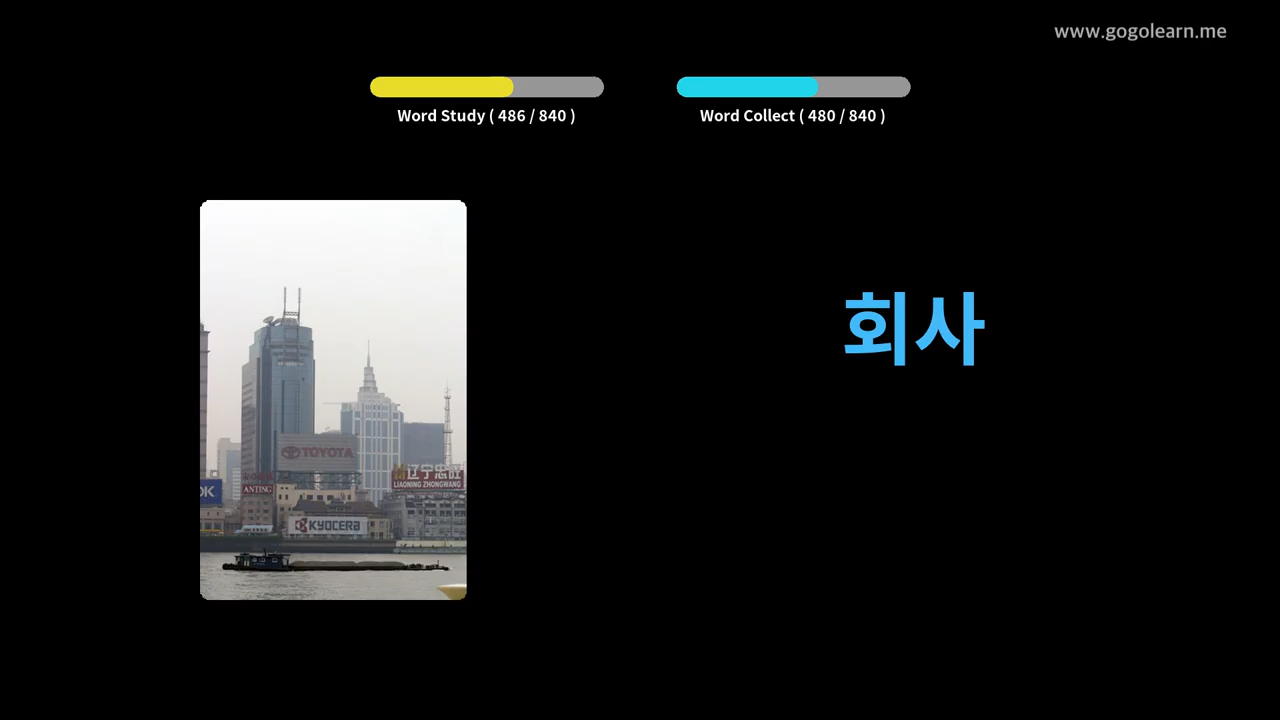 www.gogolearn.me
Word Study ( 486 / 840 )
Word Collect ( 480 / 840 )
회사
TOYOTA
辽宁忠旺
LIAONING ZHONGWANG
OK
ANTING
KYOCERA